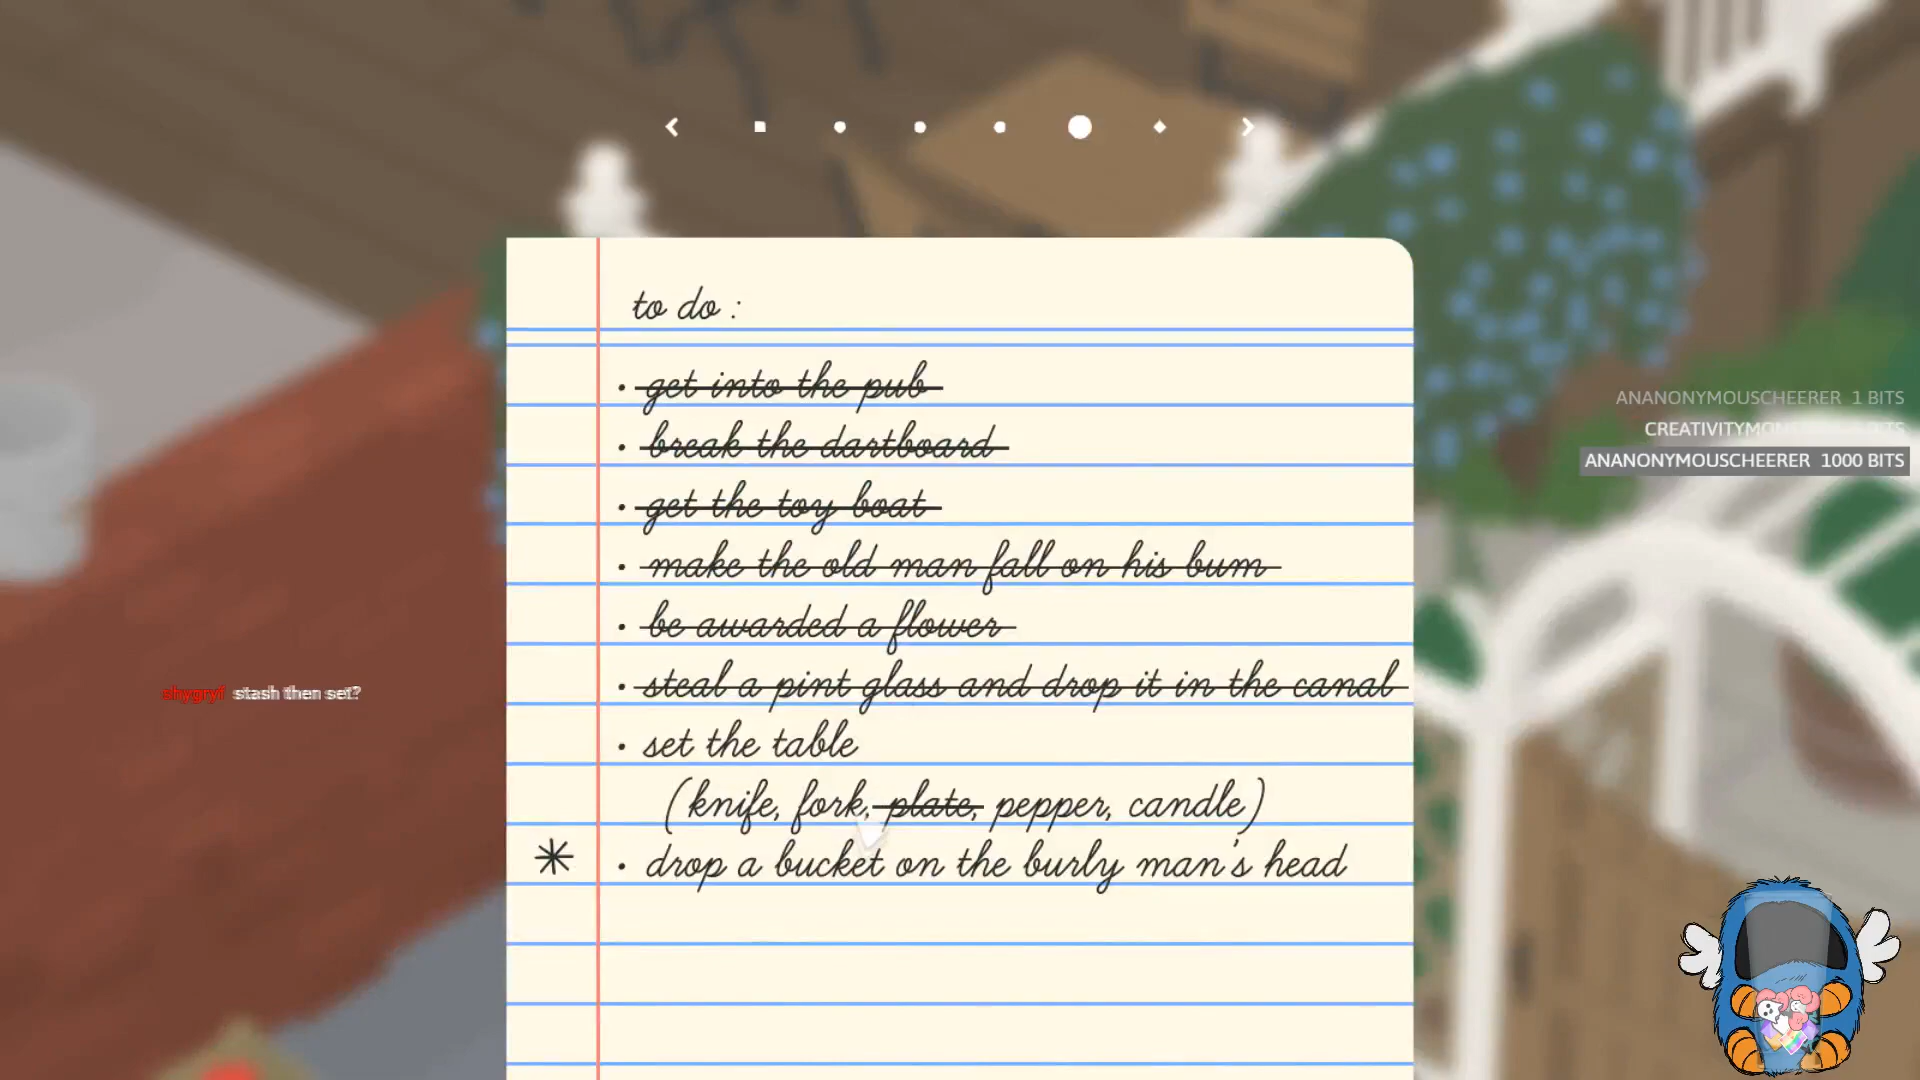 to do :
• get into the pub
• break the dartboard
• get the toy boat
• make the old man fall on his bum
• be awarded a flower
• steal a pint glass and drop it in the canal
• set the table
(knife, fork, plate, pepper, candle)
• drop a bucket on the burly man's head
ANANONYMOUSCHEERER 1 BITS
BITS
ANANONYMOUSCHEERER 1000 BITS
shygryf stash then set?